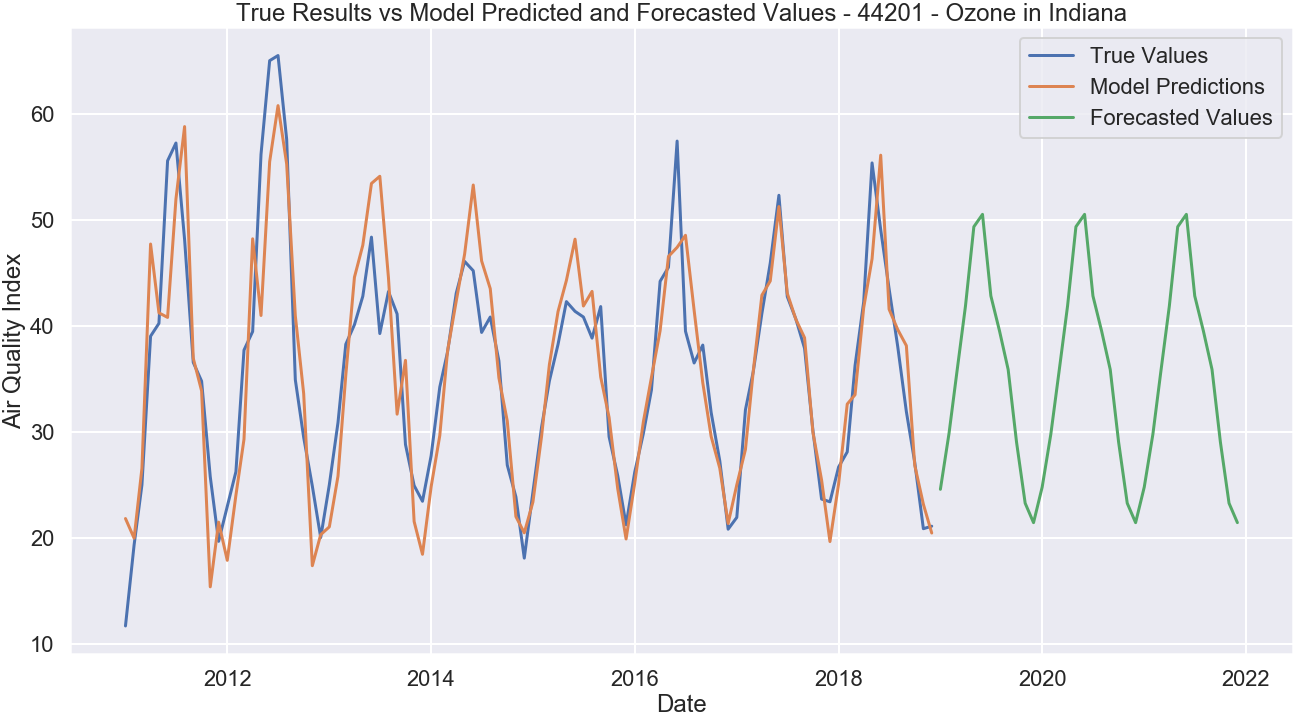 True Results vs Model Predicted and Forecasted Values - 44201 - Ozone in Indiana
True Values
Model Predictions
Forecasted Values
Air Quality Index
60
50
40
30
20
10
2012
2014
2016
2018
2020
2022
Date